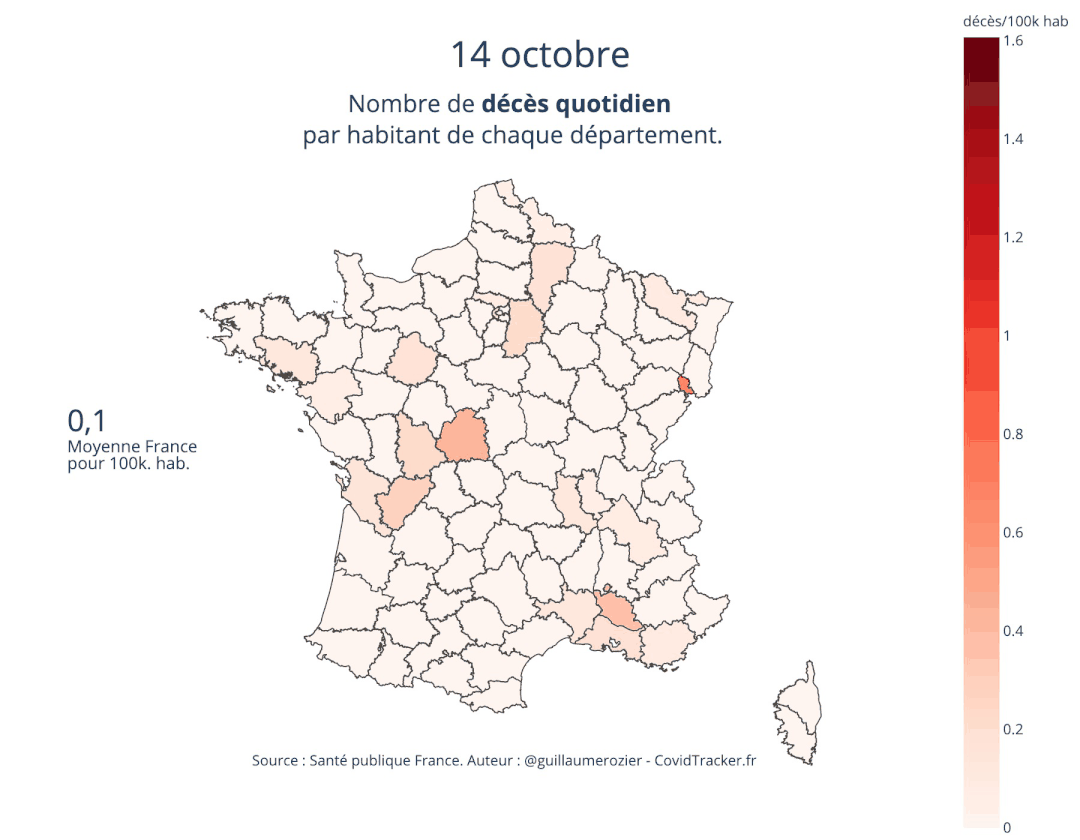 décès/100k hab
14 octobre
Nombre de décès quotidien
par habitant de chaque département.
1.6
1.4
1.2
1
0.8
0.6
0.4
0.2
0
0,1
Moyenne France
pour 100k. hab.
Source : Santé publique France. Auteur : @guillaumerozier - CovidTracker.fr